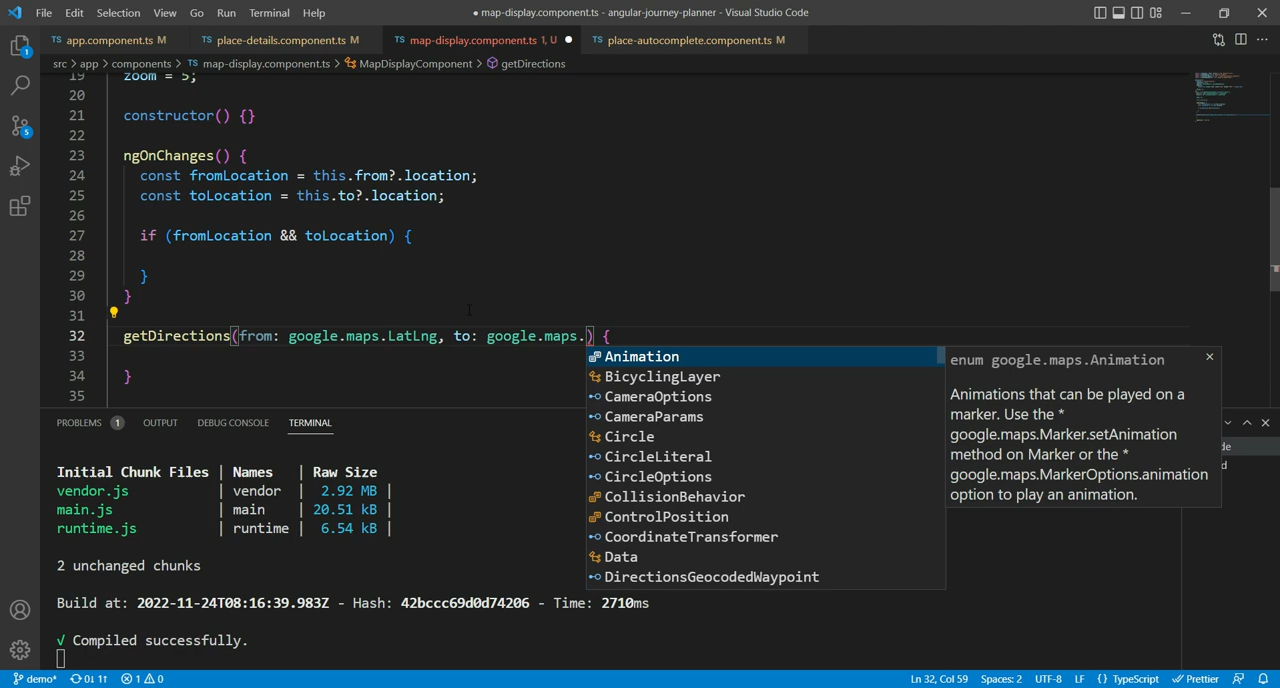 File Edit Selection View Go Run Terminal Help
● map-display.component.ts - angular-journey-planner - Visual Studio Code
TS app.component.ts M
TS place-details.component.ts M
TS map-display.component.ts 1, U ●
TS place-autocomplete.component.ts M
src > app > components > TS map-display.component.ts > MapDisplayComponent > getDirections
1
5
19 zoom = 5;
20
21 constructor() {}
22
23 ngOnChanges() {
24 const fromLocation = this.from?.location;
25 const toLocation = this.to?.location;
26
27 if (fromLocation && toLocation) {
28
29 }
30 }
31
32 getDirections(from: google.maps.LatLng, to: google.maps.) {
33
34 }
35
Animation
BicyclingLayer
CameraOptions
CameraParams
Circle
CircleLiteral
CircleOptions
CollisionBehavior
ControlPosition
CoordinateTransformer
Data
DirectionsGeocodedWaypoint
enum google.maps.Animation
Animations that can be played on a
marker. Use the *
google.maps.Marker.setAnimation
method on Marker or the *
google.maps.MarkerOptions.animation
option to play an animation.
PROBLEMS 1 OUTPUT DEBUG CONSOLE TERMINAL
Initial Chunk Files | Names | Raw Size
vendor.js | vendor | 2.92 MB |
main.js | main | 20.51 kB |
runtime.js | runtime | 6.54 kB |
2 unchanged chunks
Build at: 2022-11-24T08:16:39.983Z - Hash: 42bccc69d0d74206 - Time: 2710ms
√ Compiled successfully.
demo* 0↓ 1↑ 1 0
Ln 32, Col 59 Spaces: 2 UTF-8 LF {} TypeScript Prettier